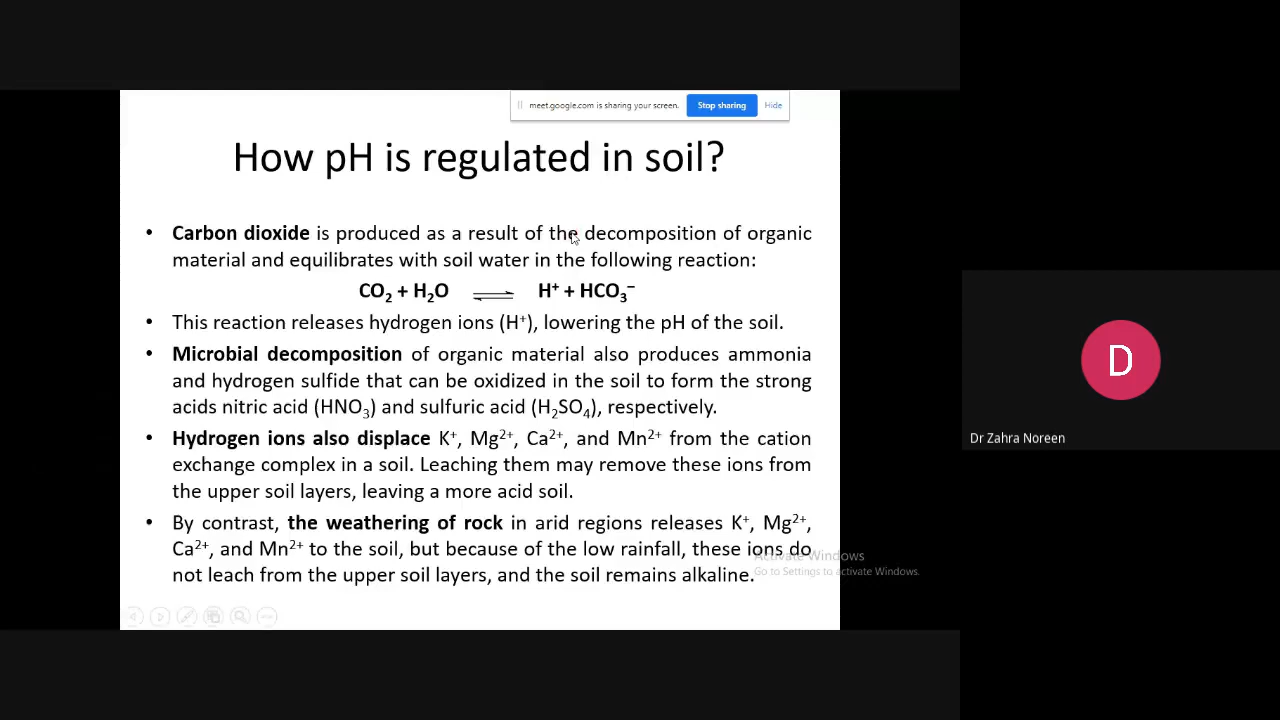 meet.google.com is sharing your screen. Stop sharing Hide
How pH is regulated in soil?
• Carbon dioxide is produced as a result of the decomposition of organic
material and equilibrates with soil water in the following reaction:
CO₂ + H₂O ⇌ H⁺ + HCO₃⁻
• This reaction releases hydrogen ions (H⁺), lowering the pH of the soil.
• Microbial decomposition of organic material also produces ammonia
and hydrogen sulfide that can be oxidized in the soil to form the strong
acids nitric acid (HNO₃) and sulfuric acid (H₂SO₄), respectively.
• Hydrogen ions also displace K⁺, Mg²⁺, Ca²⁺, and Mn²⁺ from the cation
exchange complex in a soil. Leaching them may remove these ions from
the upper soil layers, leaving a more acid soil.
• By contrast, the weathering of rock in arid regions releases K⁺, Mg²⁺,
Ca²⁺, and Mn²⁺ to the soil, but because of the low rainfall, these ions do
not leach from the upper soil layers, and the soil remains alkaline.
Activate Windows
Go to Settings to activate Windows.
D
Dr Zahra Noreen